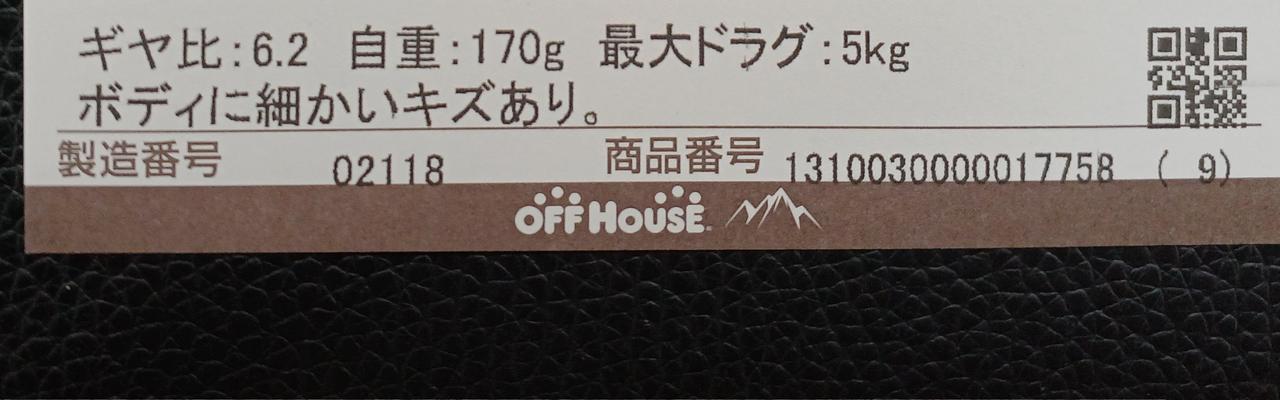 ギヤ比:6.2 自重:170g 最大ドラグ:5kg
ボディに細かいキズあり。
製造番号 02118 商品番号 1310030000017758 ( 9)
OFF HOUSE